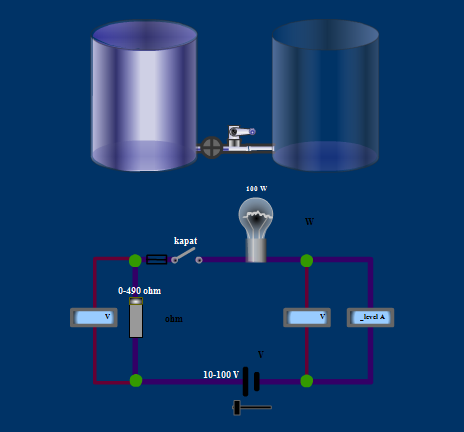 100 W
W
kapat
0-490 ohm
V
ohm
V
_level A
V
10-100 V